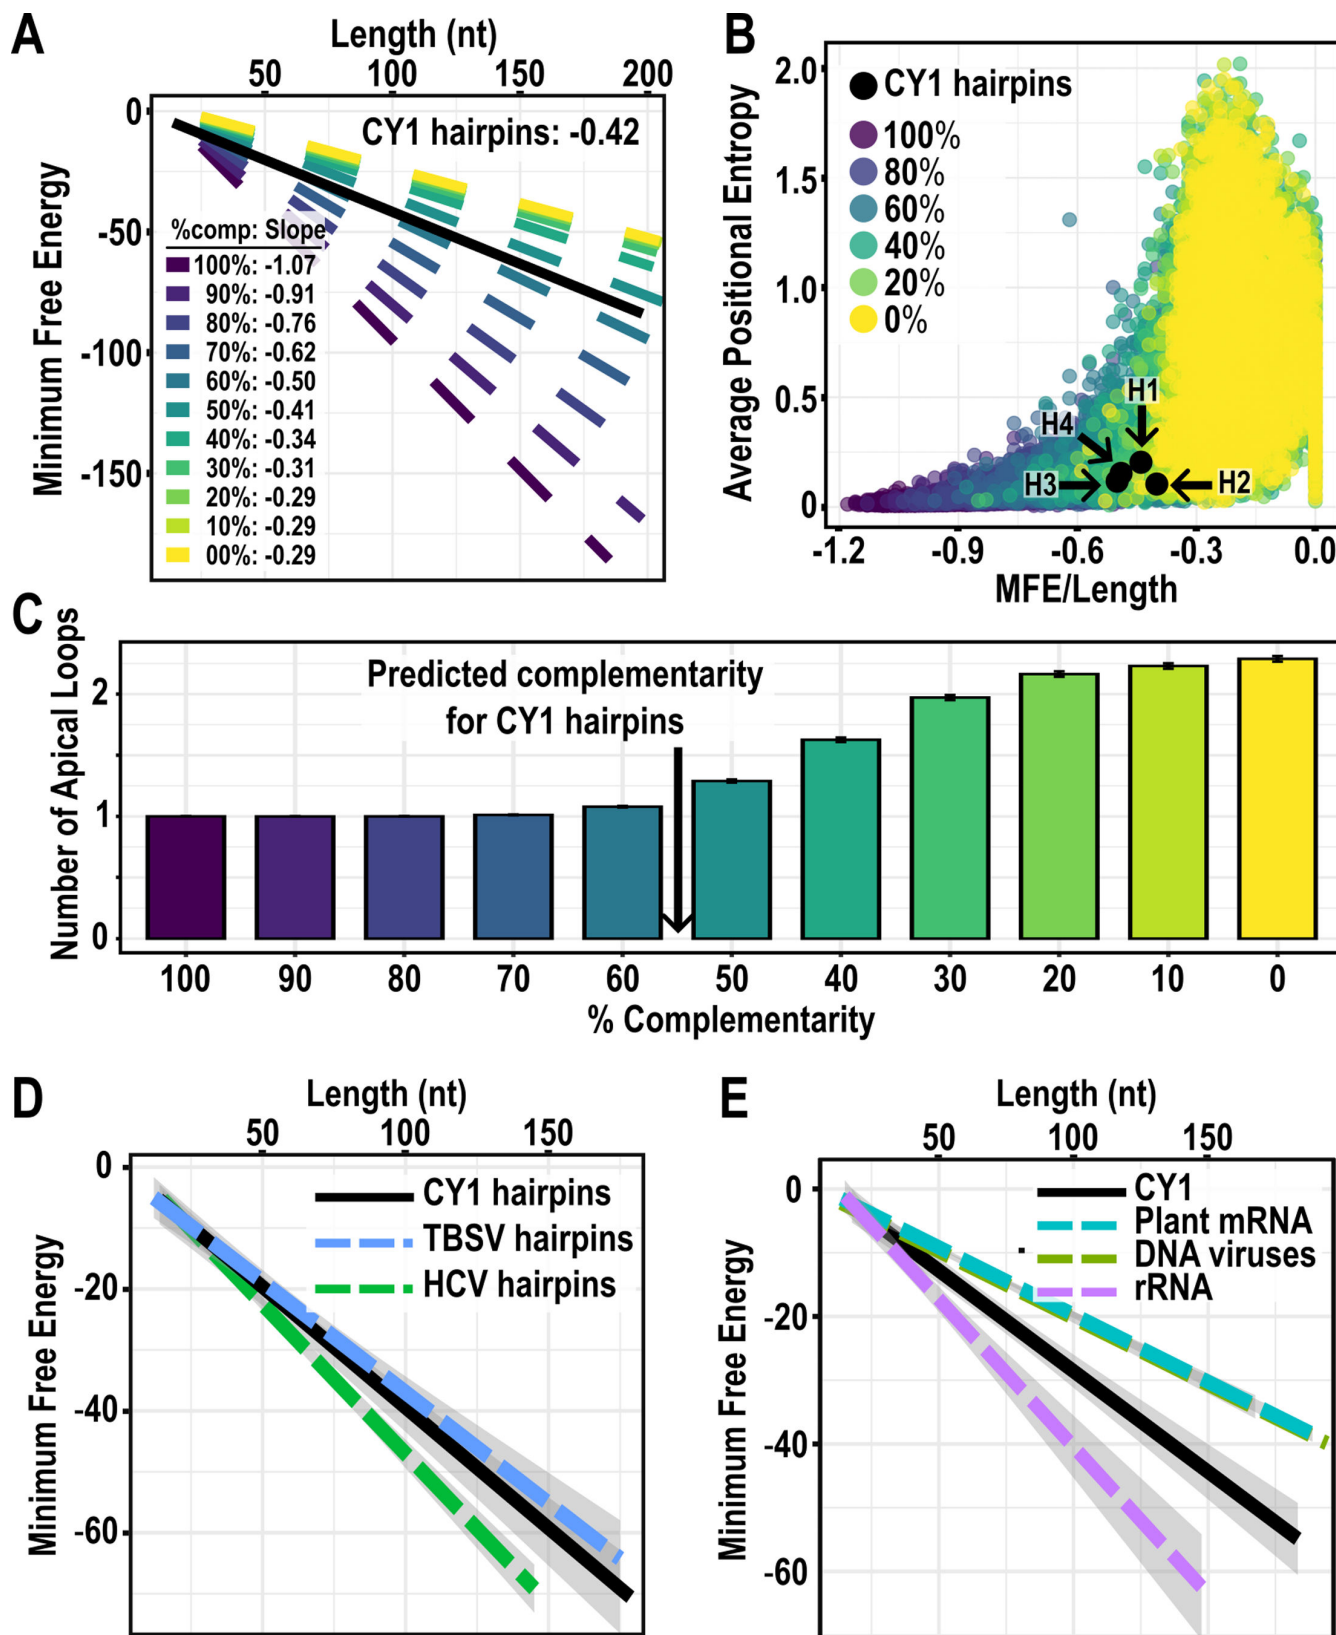 A
Length (nt)
50 100 150 200
0
-50
-100
-150
Minimum Free Energy
CY1 hairpins: -0.42
%comp: Slope
100%: -1.07
90%: -0.91
80%: -0.76
70%: -0.62
60%: -0.50
50%: -0.41
40%: -0.34
30%: -0.31
20%: -0.29
10%: -0.29
00%: -0.29
B
Average Positional Entropy
2.0
1.5
1.0
0.5
0
CY1 hairpins
100%
80%
60%
40%
20%
0%
H1
H4
H3
H2
-1.2 -0.9 -0.6 -0.3 0.0
MFE/Length
C
Number of Apical Loops
2
1
0
Predicted complementarity
for CY1 hairpins
100 90 80 70 60 50 40 30 20 10 0
% Complementarity
D
Length (nt)
50 100 150
0
-20
-40
-60
Minimum Free Energy
CY1 hairpins
TBSV hairpins
HCV hairpins
E
Length (nt)
50 100 150
0
-20
-40
-60
Minimum Free Energy
CY1
Plant mRNA
DNA viruses
rRNA